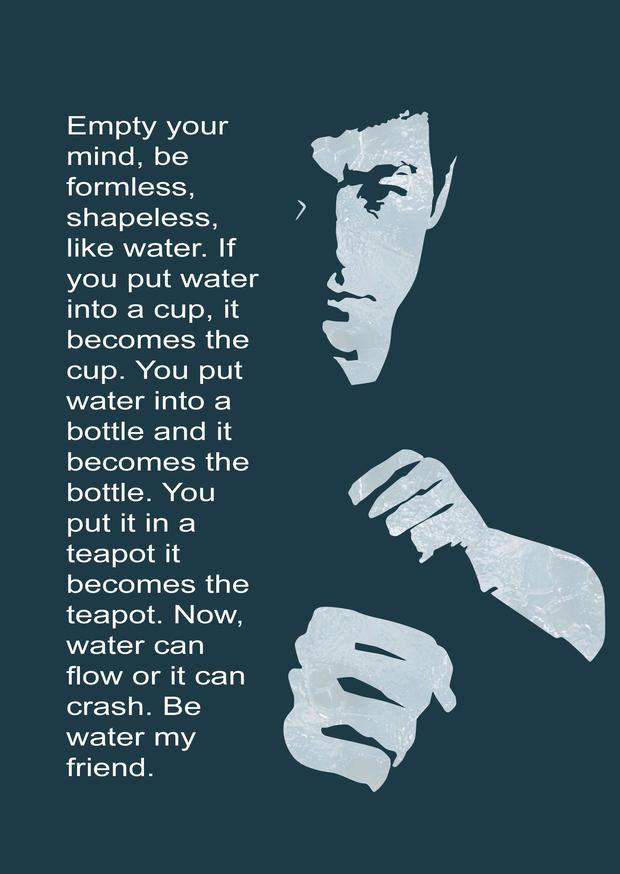 Empty your
mind, be
formless,
shapeless,
like water. If
you put water
into a cup, it
becomes the
cup. You put
water into a
bottle and it
becomes the
bottle. You
put it in a
teapot it
becomes the
teapot. Now,
water can
flow or it can
crash. Be
water my
friend.